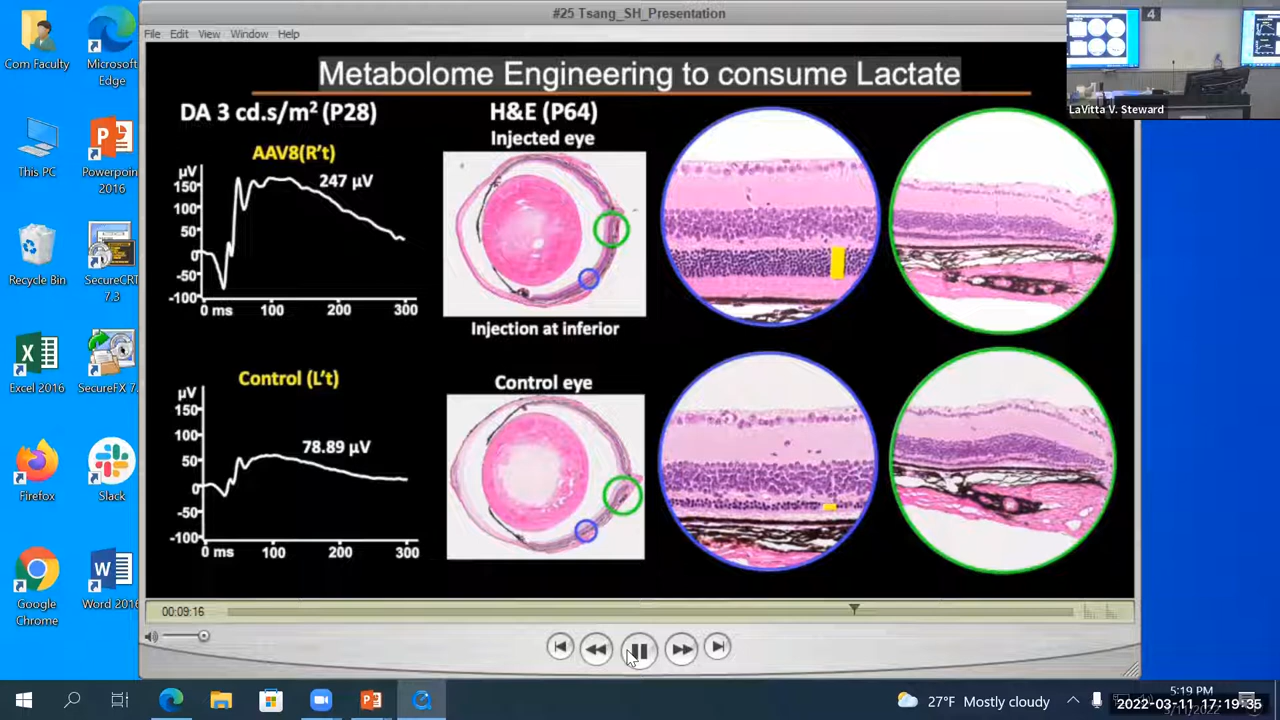 #25 Tsang_SH_Presentation
File Edit View Window Help
Metabolome Engineering to consume Lactate
DA 3 cd.s/m² (P28)
AAV8(R't)
µV
150
100
50
0
-50
-100
247 µV
0 ms 100 200 300
H&E (P64)
Injected eye
Injection at inferior
Control (L't)
µV
150
100
50
0
-50
-100
78.89 µV
0 ms 100 200 300
Control eye
00:09:16
4
LaVitta V. Steward
Com Faculty
Microsoft
Edge
This PC
Powerpoin
2016
Recycle Bin
SecureCRT
7.3
Excel 2016
SecureFX 7.
Firefox
Slack
Google
Chrome
Word 2016
27°F Mostly cloudy
5:19 PM
2022-03-11 17:19:35